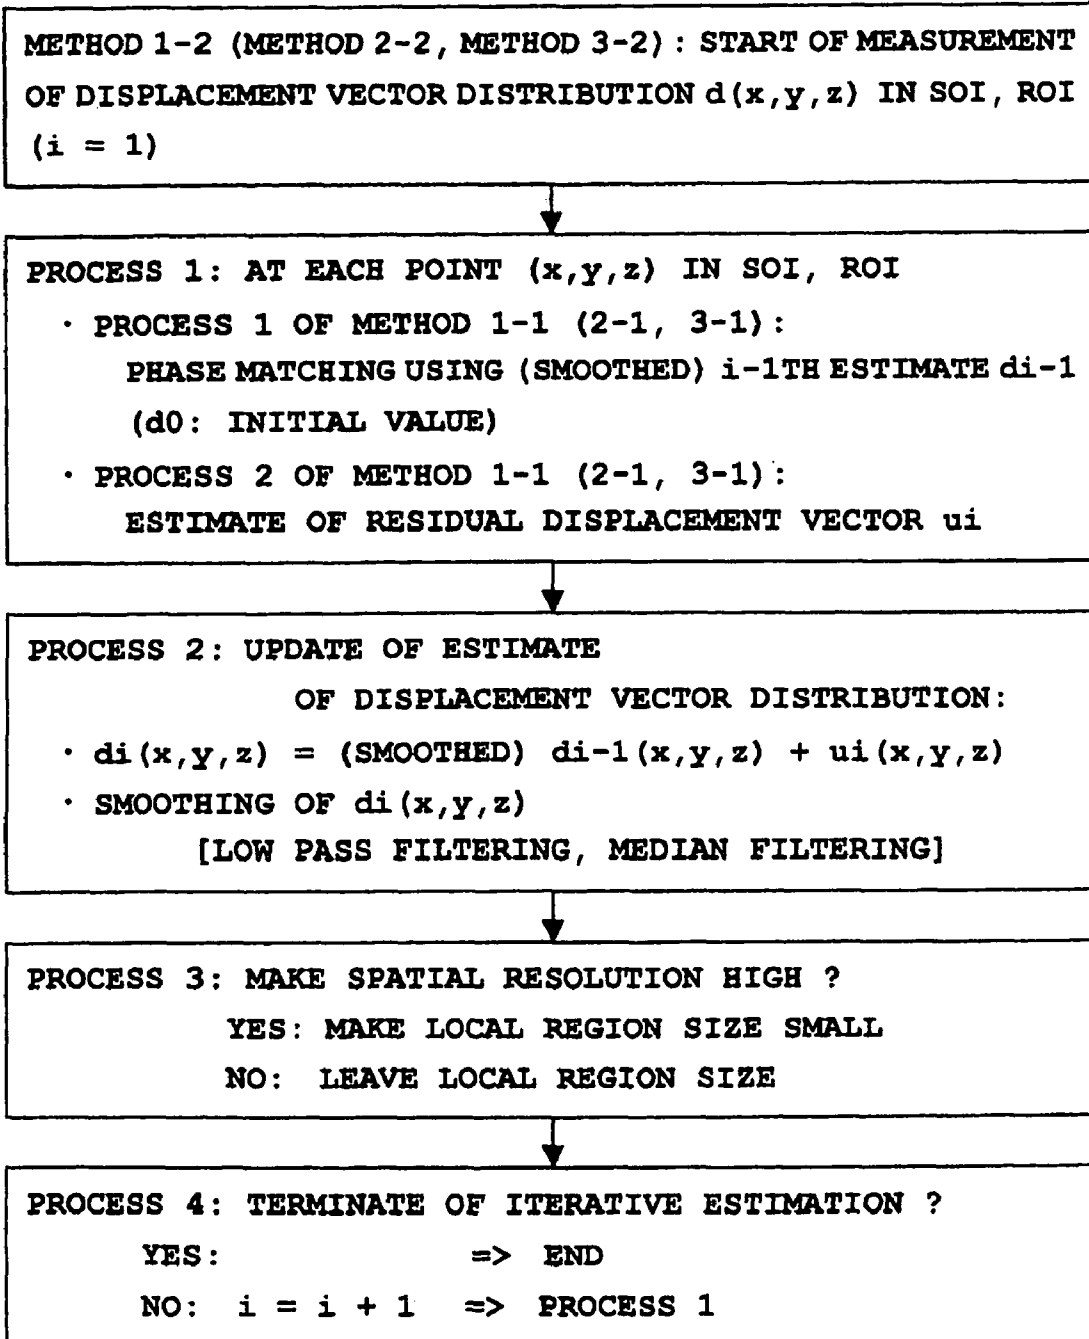 METHOD 1-2 (METHOD 2-2, METHOD 3-2) : START OF MEASUREMENT
OF DISPLACEMENT VECTOR DISTRIBUTION d(x,y,z) IN SOI, ROI
(i = 1)
PROCESS 1: AT EACH POINT (x,y,z) IN SOI, ROI
· PROCESS 1 OF METHOD 1-1 (2-1, 3-1):
PHASE MATCHING USING (SMOOTHED) i-1TH ESTIMATE di-1
(d0: INITIAL VALUE)
· PROCESS 2 OF METHOD 1-1 (2-1, 3-1):
ESTIMATE OF RESIDUAL DISPLACEMENT VECTOR ui
PROCESS 2: UPDATE OF ESTIMATE
OF DISPLACEMENT VECTOR DISTRIBUTION:
· di(x,y,z) = (SMOOTHED) di-1(x,y,z) + ui(x,y,z)
· SMOOTHING OF di(x,y,z)
[LOW PASS FILTERING, MEDIAN FILTERING]
PROCESS 3: MAKE SPATIAL RESOLUTION HIGH ?
YES: MAKE LOCAL REGION SIZE SMALL
NO: LEAVE LOCAL REGION SIZE
PROCESS 4: TERMINATE OF ITERATIVE ESTIMATION ?
YES: => END
NO: i = i + 1 => PROCESS 1